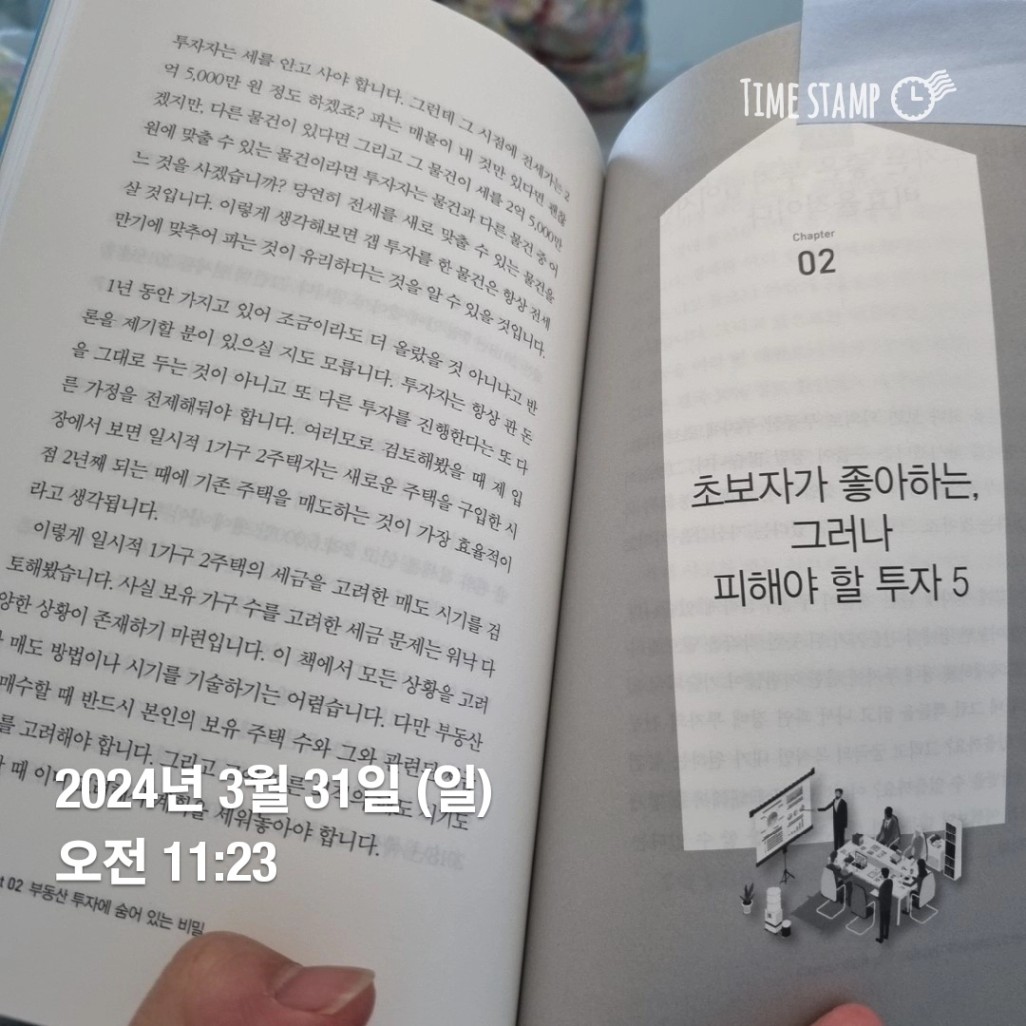 투자자는 세를 안고 사야 합니다. 그런데 그 시점에 전세가는 2
억 5,000만 원 정도 하겠죠? 파는 매물이 내 것만 있다면 괜찮
겠지만, 다른 물건이 있다면 그리고 그 물건이 세를 2억 5,000만
원에 맞출 수 있는 물건이라면 투자자는 물건과 다른 물건 중 어
느 것을 사겠습니까? 당연히 전세를 새로 맞출 수 있는 물건을
살 것입니다. 이렇게 생각해보면 갭 투자를 한 물건은 항상 전세
만기에 맞추어 파는 것이 유리하다는 것을 알 수 있을 것입니다.
1년 동안 가지고 있어 조금이라도 더 올랐을 것 아니냐고 반
론을 제기할 분이 있으실 지도 모릅니다. 투자자는 항상 판 돈
을 그대로 두는 것이 아니고 또 다른 투자를 진행한다는 또 다
른 가정을 전제해둬야 합니다. 여러모로 검토해봤을 때 제 입
장에서 보면 일시적 1가구 2주택자는 새로운 주택을 구입한 시
점 2년째 되는 때에 기존 주택을 매도하는 것이 가장 효율적이
라고 생각됩니다.
이렇게 일시적 1가구 2주택의 세금을 고려한 매도 시기를 검
토해봤습니다. 사실 보유 가구 수를 고려한 세금 문제는 워낙 다
양한 상황이 존재하기 마련입니다. 이 책에서 모든 상황을 고려
매도 방법이나 시기를 기술하기는 어렵습니다. 다만 부동산
매수할 때 반드시 본인의 보유 주택 수와 그와 관련된
를 고려해야 합니다. 그리고 매도 시기도
때 세워놓아야 합니다.
02 부동산 투자에 숨어 있는 비밀
TIME STAMP
Chapter
02
초보자가 좋아하는,
그러나
피해야 할 투자 5
2024년 3월 31일 (일)
오전 11:23